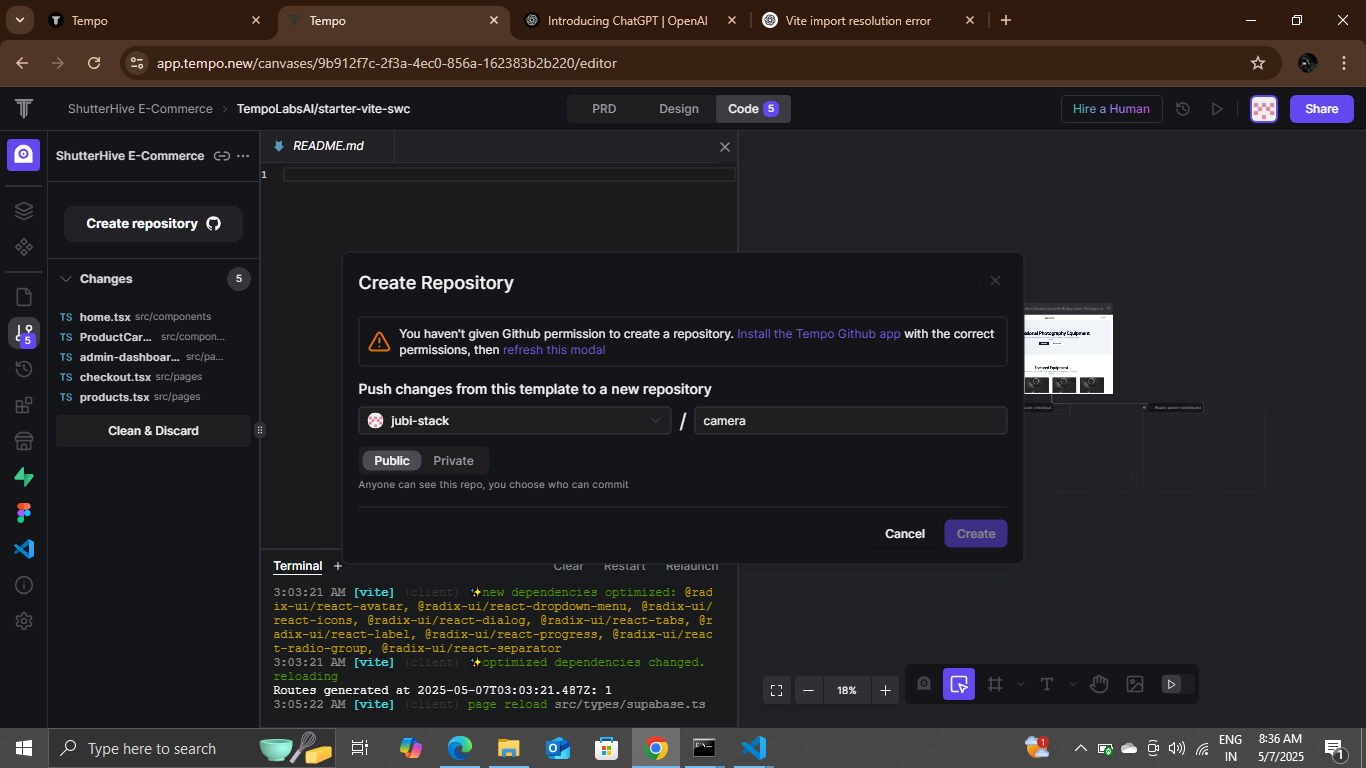 Tempo
Tempo
Introducing ChatGPT | OpenAI
Vite import resolution error
app.tempo.new/canvases/9b912f7c-2f3a-4ec0-856a-162383b2b220/editor
ShutterHive E-Commerce > TempoLabsAI/starter-vite-swc
PRD
Design
Code 5
Hire a Human
Share
ShutterHive E-Commerce
README.md
1
Create repository
Changes 5
TS home.tsx src/components
TS ProductCar... src/compon...
TS admin-dashboar... src/pa...
TS checkout.tsx src/pages
TS products.tsx src/pages
Clean & Discard
5
Create Repository
You haven't given Github permission to create a repository. Install the Tempo Github app with the correct
permissions, then refresh this modal
Push changes from this template to a new repository
jubi-stack / camera
Public Private
Anyone can see this repo, you choose who can commit
Cancel Create
Terminal + Clear Restart Relaunch
3:03:21 AM [vite] (client) ✨new dependencies optimized: @rad
ix-ui/react-avatar, @radix-ui/react-dropdown-menu, @radix-ui/
react-icons, @radix-ui/react-dialog, @radix-ui/react-tabs, @r
adix-ui/react-label, @radix-ui/react-progress, @radix-ui/reac
t-radio-group, @radix-ui/react-separator
3:03:21 AM [vite] (client) ✨optimized dependencies changed.
reloading
Routes generated at 2025-05-07T03:03:21.487Z: 1
3:05:22 AM [vite] (client) page reload src/types/supabase.ts
18%
Type here to search
1
ENG
IN
8:36 AM
5/7/2025
1